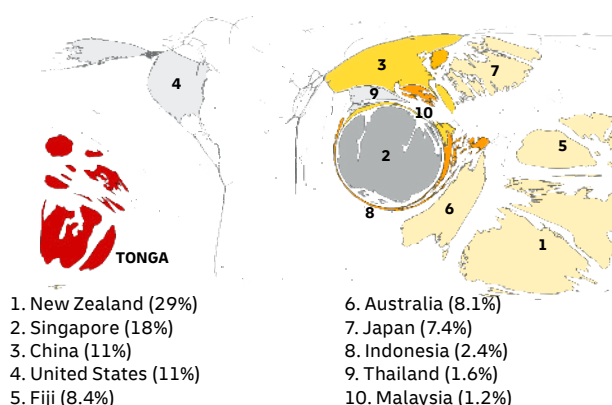 3
7
4
9
10
5
2
6
8
1
TONGA
1. New Zealand (29%)
2. Singapore (18%)
3. China (11%)
4. United States (11%)
5. Fiji (8.4%)
6. Australia (8.1%)
7. Japan (7.4%)
8. Indonesia (2.4%)
9. Thailand (1.6%)
10. Malaysia (1.2%)